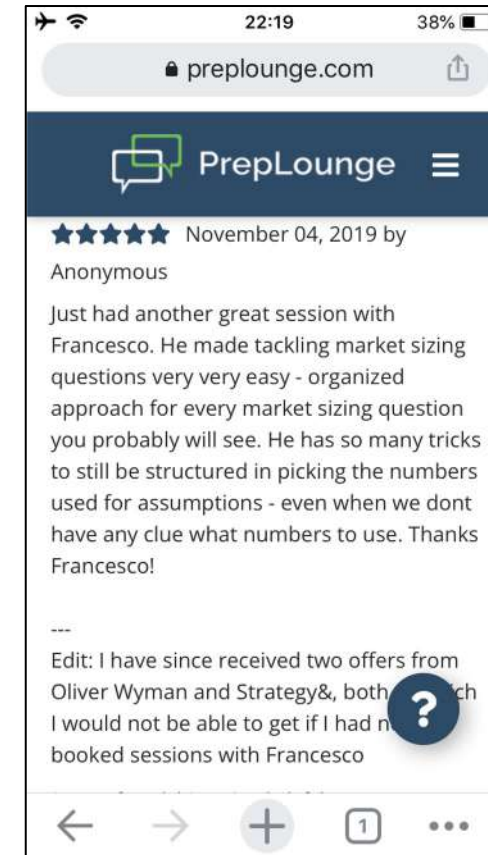 22:19
38%
preplounge.com
PrepLounge
November 04, 2019 by
Anonymous
Just had another great session with
Francesco. He made tackling market sizing
questions very very easy - organized
approach for every market sizing question
you probably will see. He has so many tricks
to still be structured in picking the numbers
used for assumptions - even when we dont
have any clue what numbers to use. Thanks
Francesco!
---
Edit: I have since received two offers from
Oliver Wyman and Strategy&, both
I would not be able to get if I had
booked sessions with Francesco
?
1